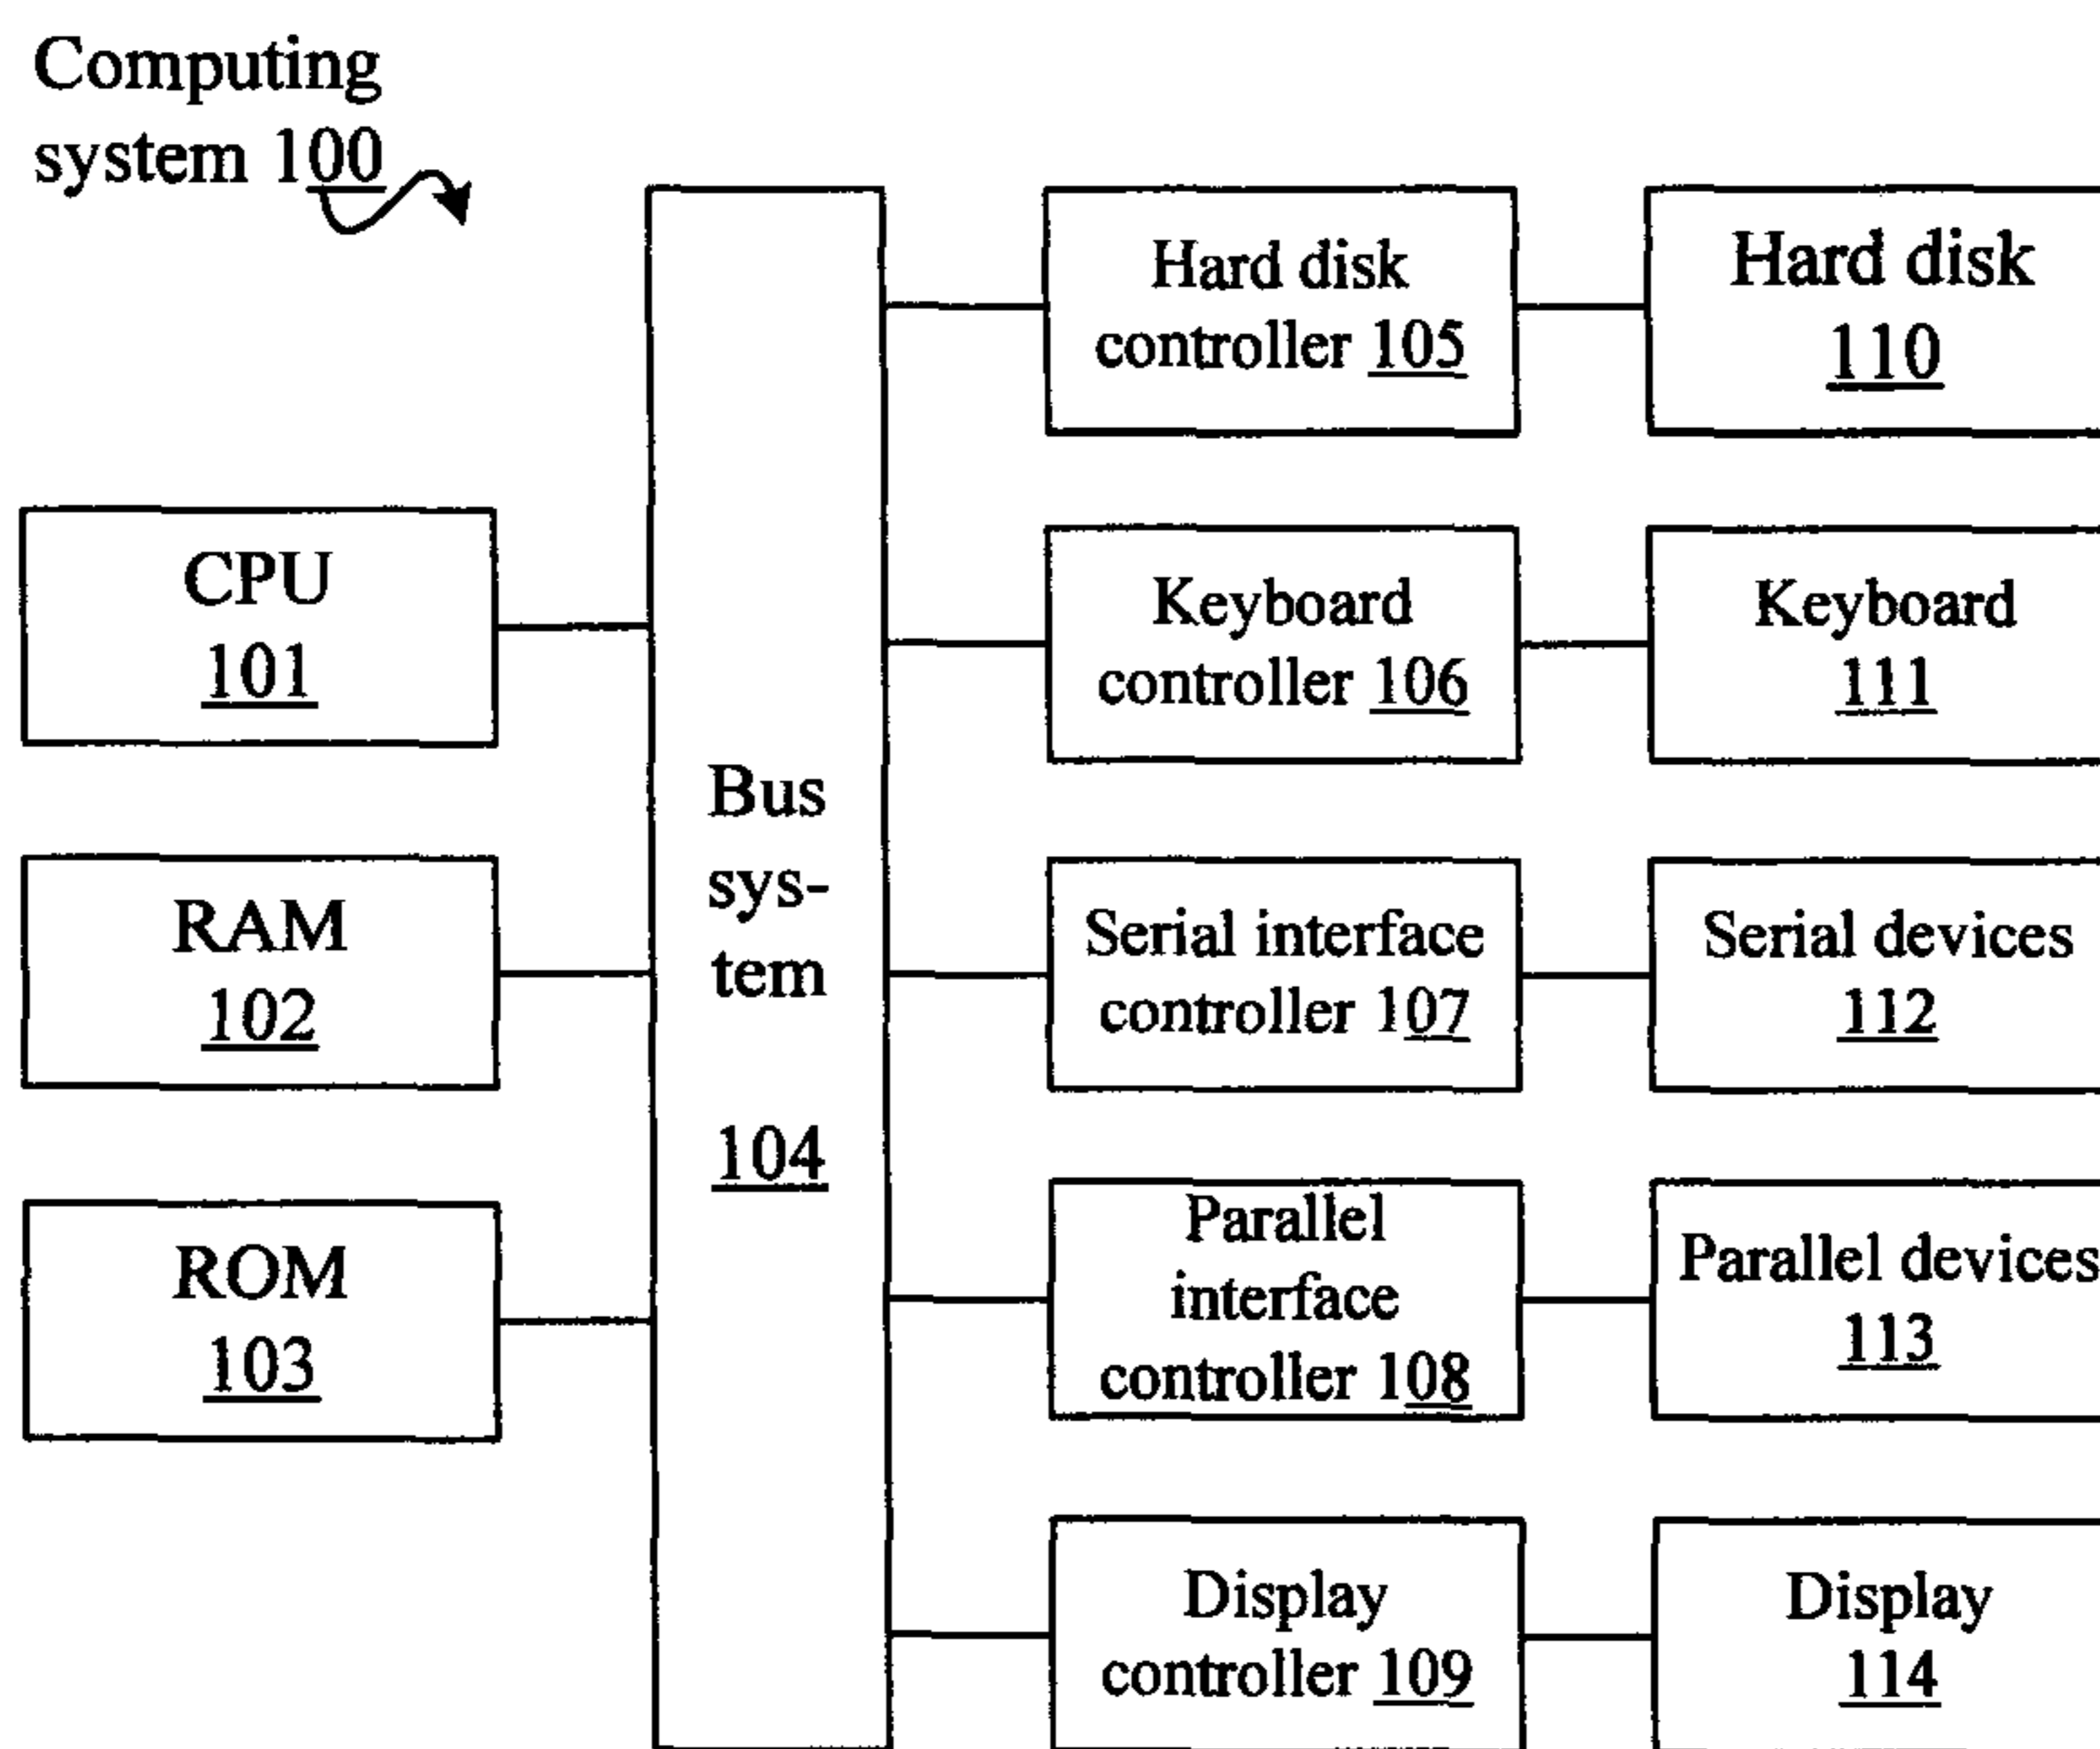 Computing
system 100
Hard disk
controller 105
Hard disk
110
CPU
101
Keyboard
controller 106
Keyboard
111
Bus
sys-
tem
104
RAM
102
Serial interface
controller 107
Serial devices
112
ROM
103
Parallel
interface
controller 108
Parallel devices
113
Display
controller 109
Display
114